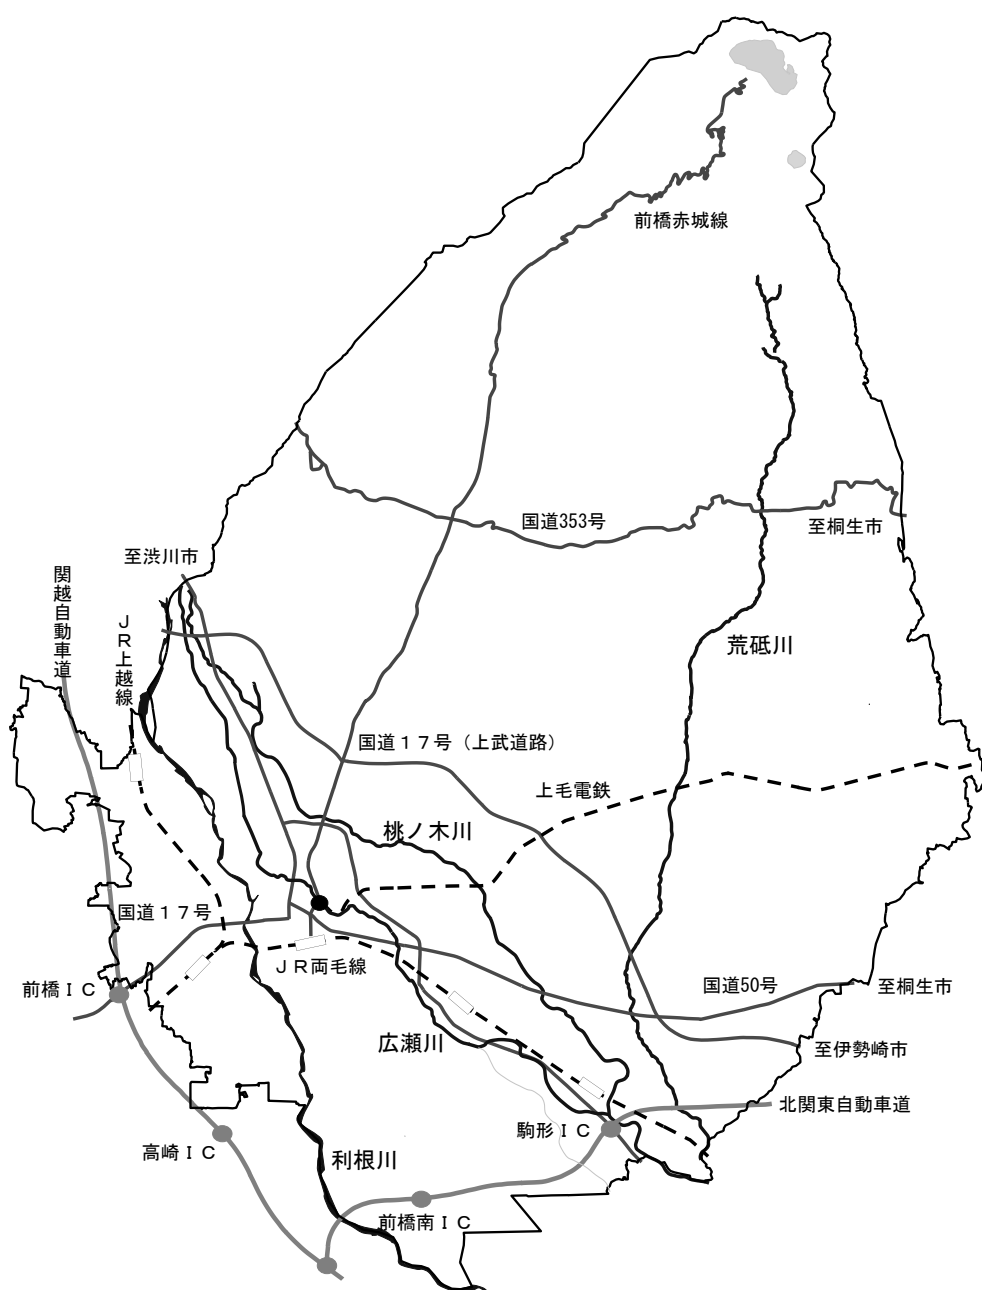 前橋赤城線
国道353号
至桐生市
至渋川市
関越自動車道
ＪＲ上越線
荒砥川
国道１７号（上武道路）
上毛電鉄
桃ノ木川
国道１７号
ＪＲ両毛線
前橋ＩＣ
国道50号
至桐生市
広瀬川
至伊勢崎市
北関東自動車道
駒形ＩＣ
高崎ＩＣ
利根川
前橋南ＩＣ